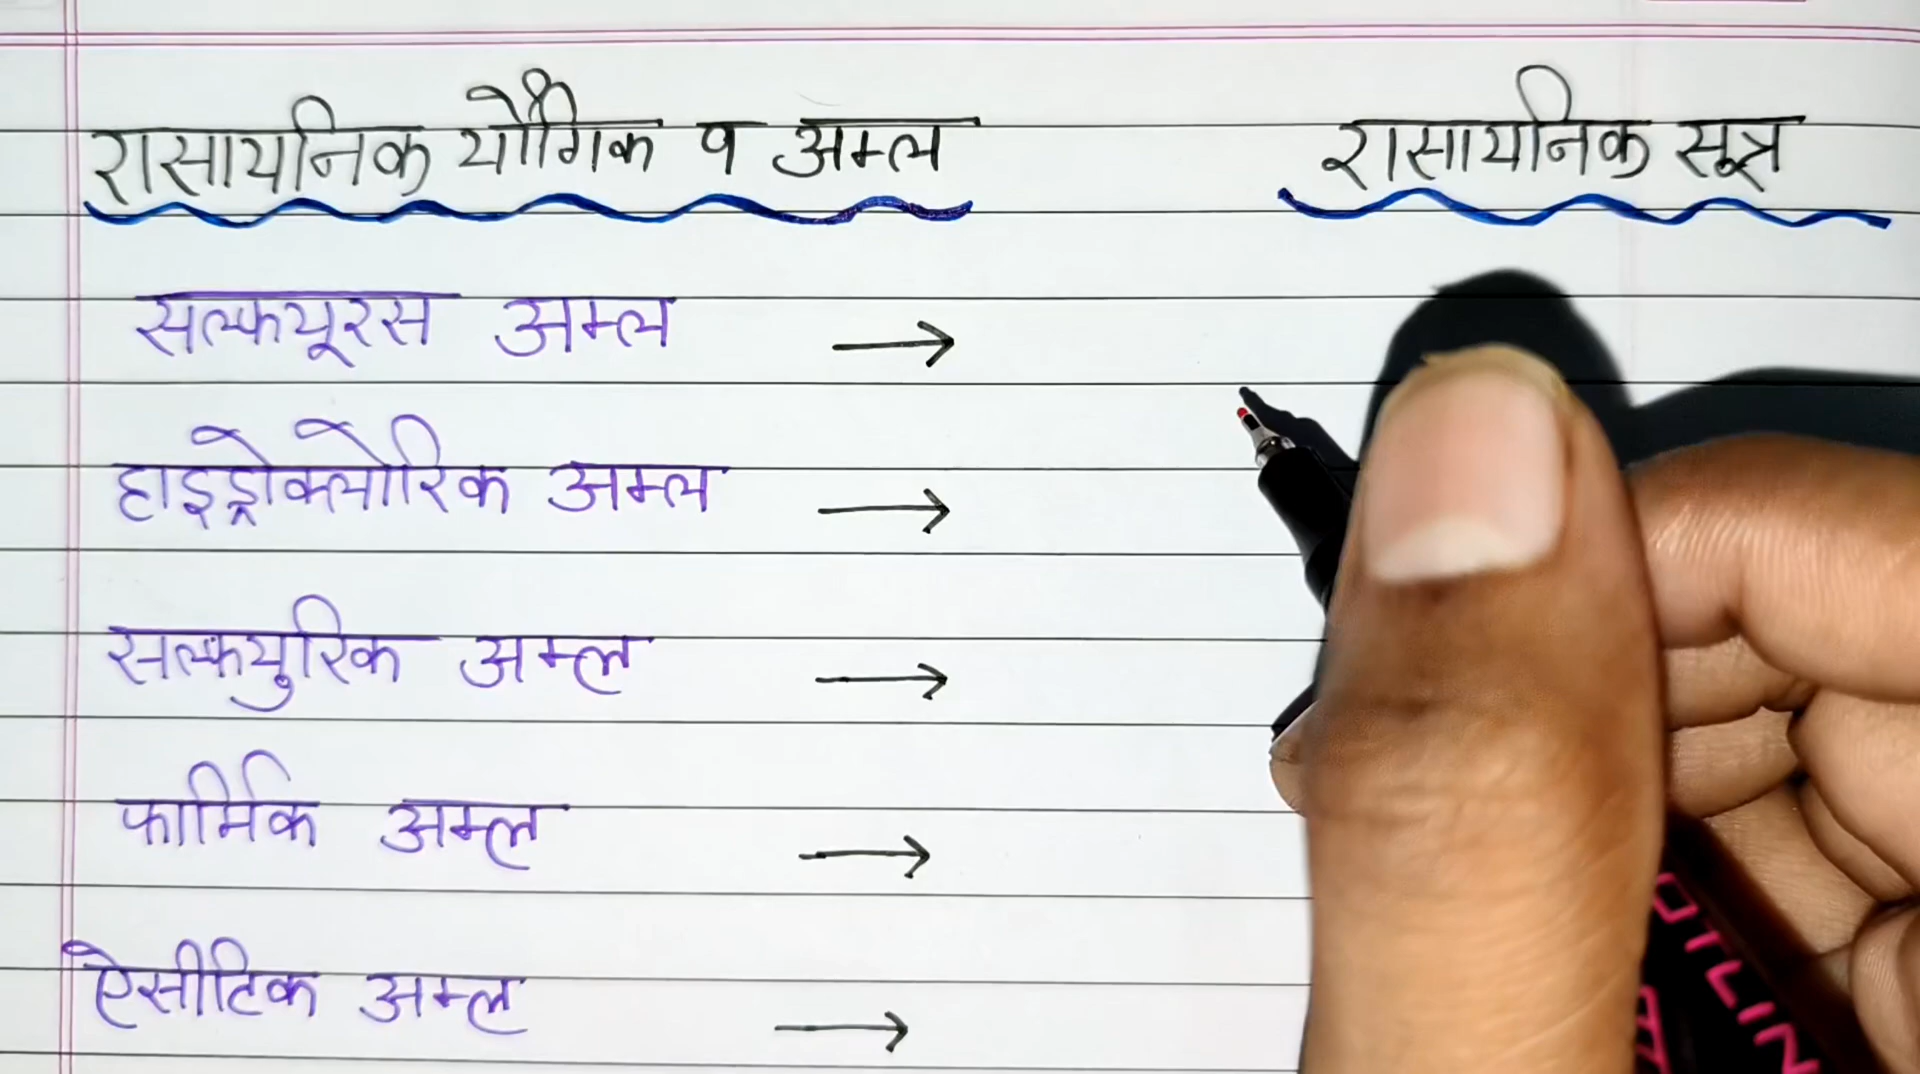 रासायनिक यौगिक व अम्ल रासायनिक सूत्र
सल्फ्यूरस अम्ल →
हाइड्रोक्लोरिक अम्ल →
सल्फ्युरिक अम्ल →
फार्मिक अम्ल →
ऐसीटिक अम्ल →